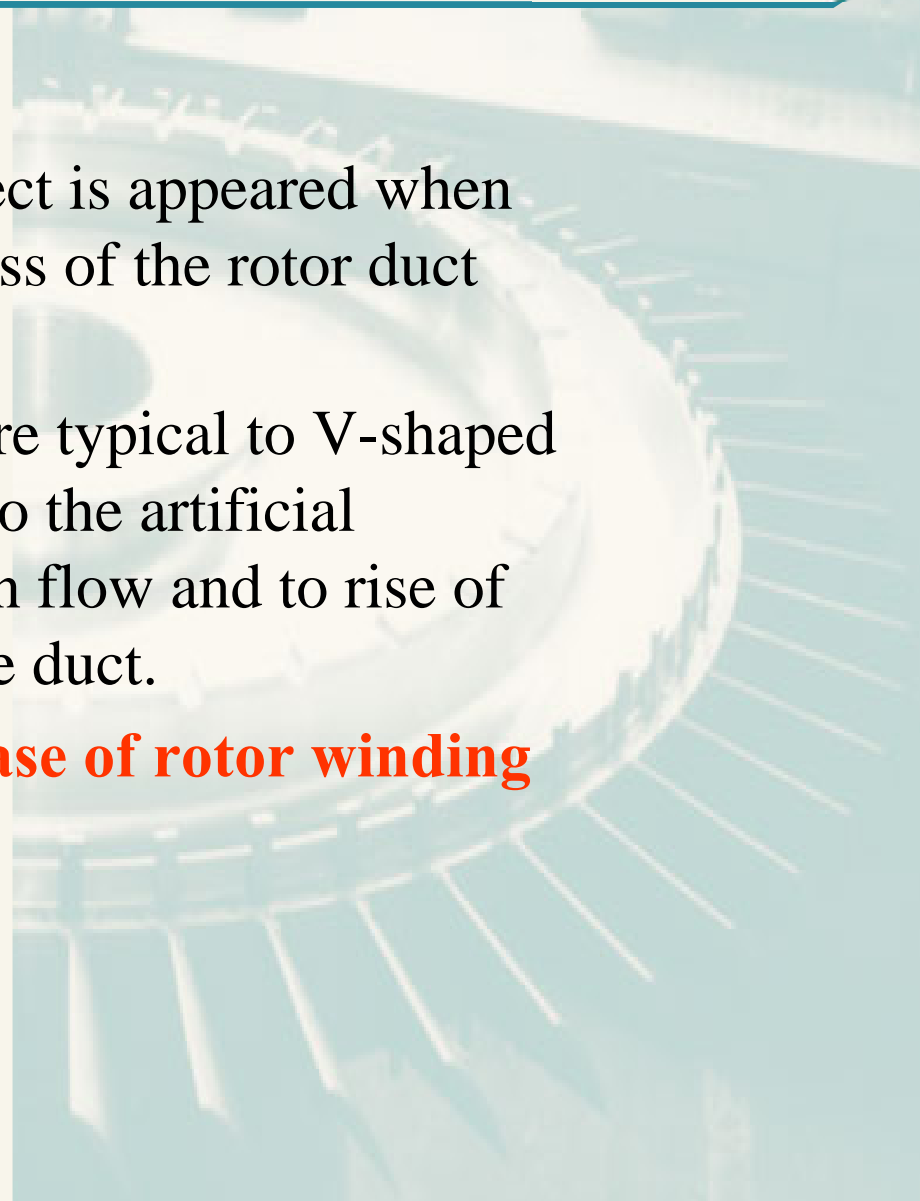 ect is appeared when
ss of the rotor duct
re typical to V-shaped
o the artificial
n flow and to rise of
e duct.
ase of rotor winding